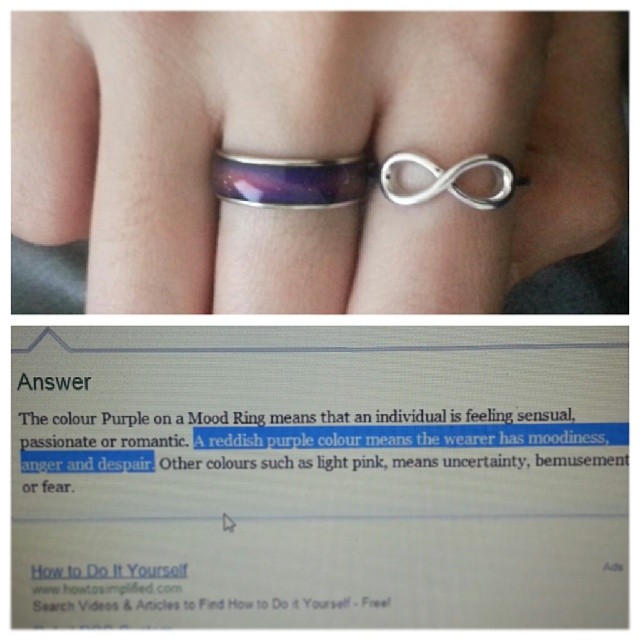 Answer
The colour Purple on a Mood Ring means that an individual is feeling sensual,
passionate or romantic. A reddish purple colour means the wearer has moodiness,
anger and despair. Other colours such as light pink, means uncertainty, bemusement
or fear.
How to Do It Yourself
Ads
www.howtosimplified.com
Search Videos & Articles to Find How to Do it Yourself - Free!